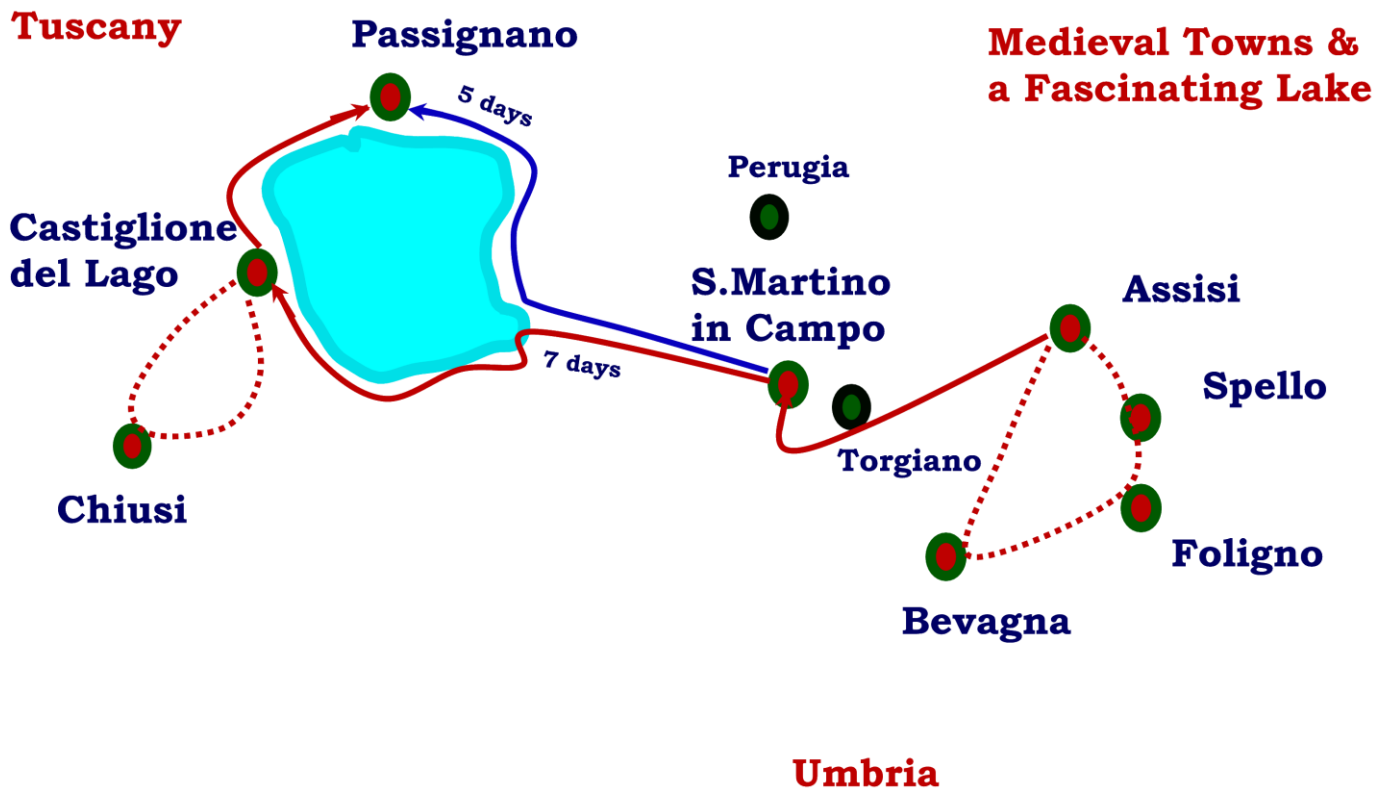 Tuscany
Passignano
Medieval Towns &
a Fascinating Lake
5 days
Perugia
Castiglione
del Lago
S.Martino
in Campo
Assisi
7 days
Spello
Torgiano
Chiusi
Foligno
Bevagna
Umbria